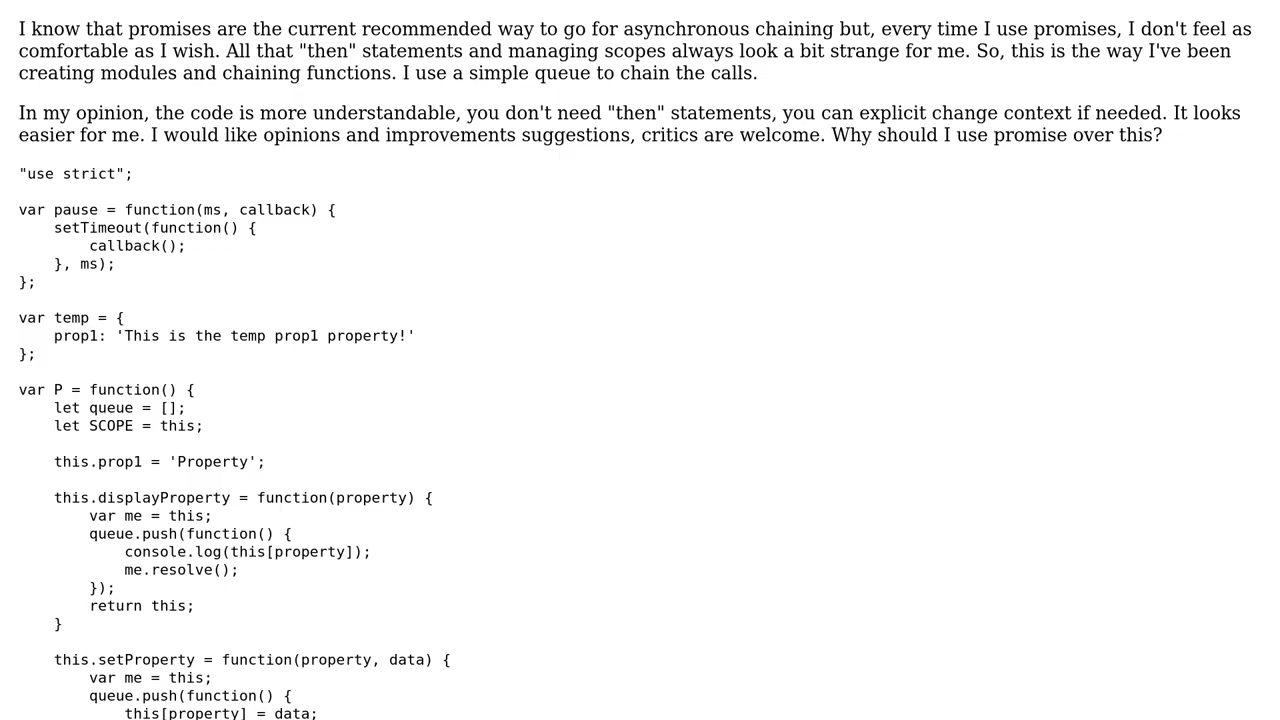 I know that promises are the current recommended way to go for asynchronous chaining but, every time I use promises, I don't feel as
comfortable as I wish. All that "then" statements and managing scopes always look a bit strange for me. So, this is the way I've been
creating modules and chaining functions. I use a simple queue to chain the calls.
In my opinion, the code is more understandable, you don't need "then" statements, you can explicit change context if needed. It looks
easier for me. I would like opinions and improvements suggestions, critics are welcome. Why should I use promise over this?
"use strict";
var pause = function(ms, callback) {
    setTimeout(function() {
        callback();
    }, ms);
};
var temp = {
    prop1: 'This is the temp prop1 property!'
};
var P = function() {
    let queue = [];
    let SCOPE = this;
    this.prop1 = 'Property';
    this.displayProperty = function(property) {
        var me = this;
        queue.push(function() {
            console.log(this[property]);
            me.resolve();
        });
        return this;
    }
    this.setProperty = function(property, data) {
        var me = this;
        queue.push(function() {
            this[property] = data;